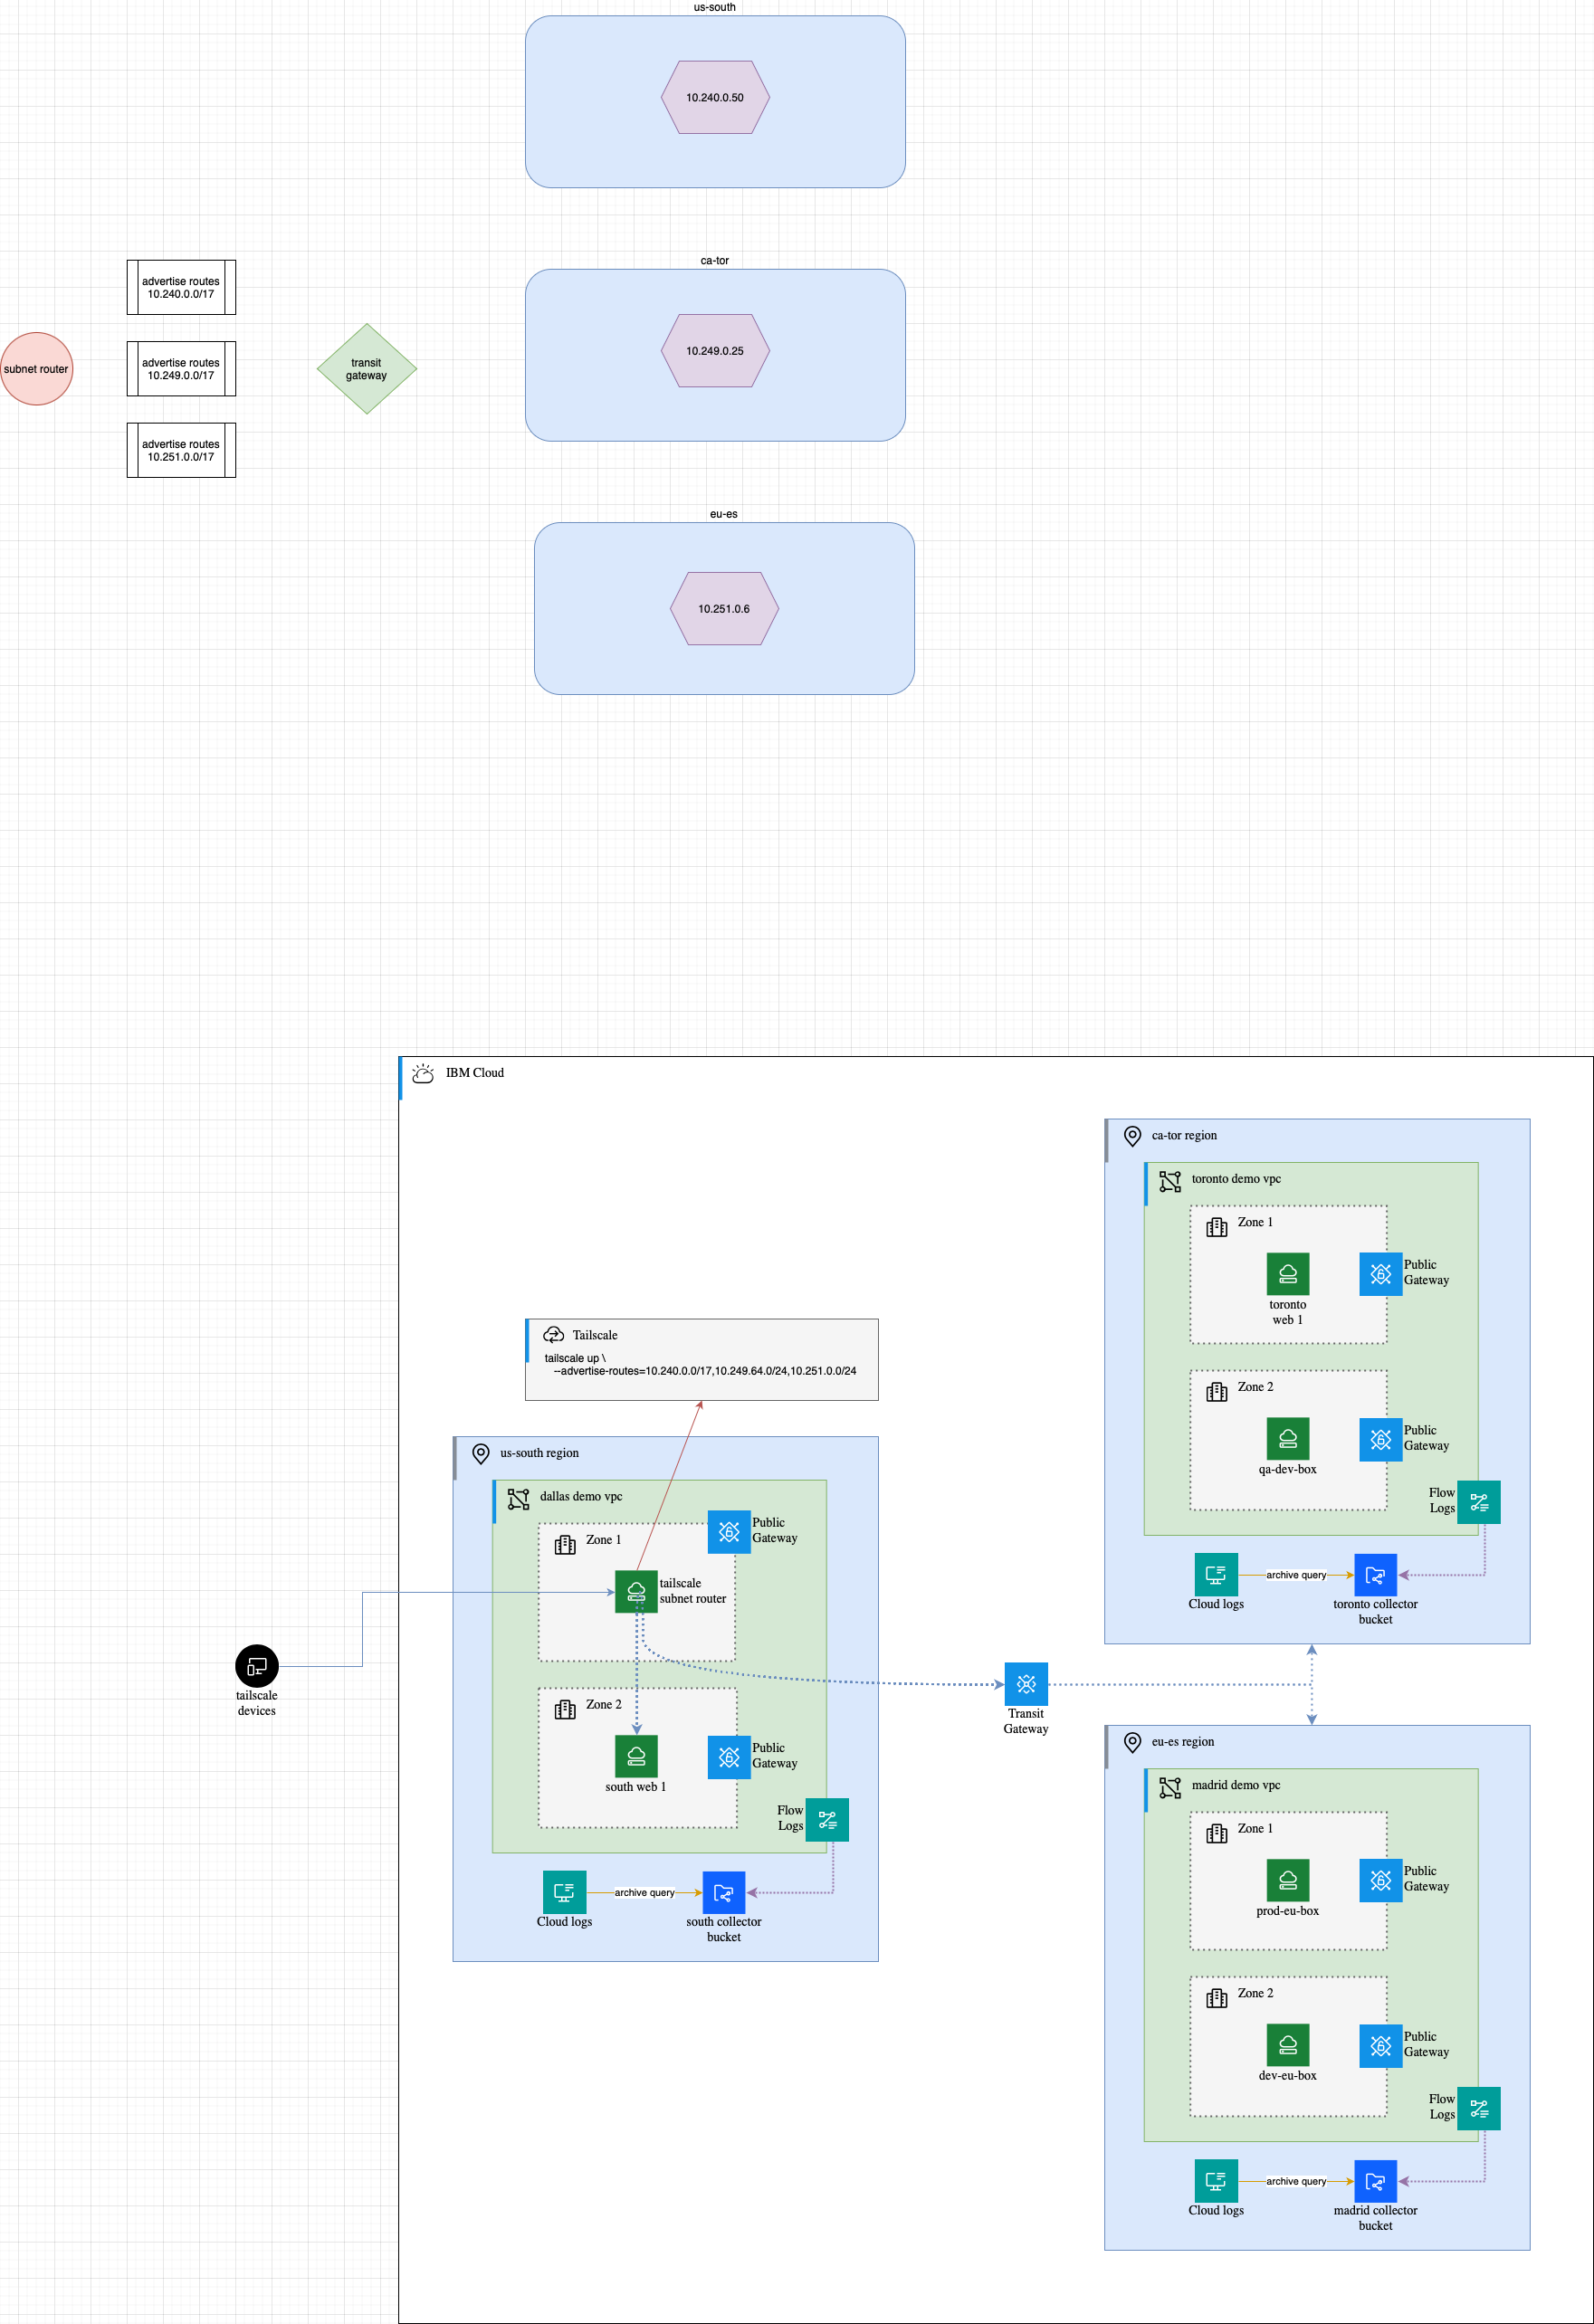 us-south
10.240.0.50
ca-tor
advertise routes
10.240.0.0/17
advertise routes
10.249.0.0/17
advertise routes
10.251.0.0/17
subnet router
transit
gateway
10.249.0.25
eu-es
10.251.0.6
IBM Cloud
ca-tor region
toronto demo vpc
Zone 1
toronto
web 1
Public
Gateway
Zone 2
qa-dev-box
Public
Gateway
Flow
Logs
Cloud logs
archive query
toronto collector
bucket
Tailscale
tailscale up \
--advertise-routes=10.240.0.0/17,10.249.64.0/24,10.251.0.0/24
us-south region
dallas demo vpc
Zone 1
Public
Gateway
tailscale
subnet router
tailscale
devices
Zone 2
south web 1
Public
Gateway
Flow
Logs
Cloud logs
archive query
south collector
bucket
Transit
Gateway
eu-es region
madrid demo vpc
Zone 1
prod-eu-box
Public
Gateway
Zone 2
dev-eu-box
Public
Gateway
Flow
Logs
Cloud logs
archive query
madrid collector
bucket